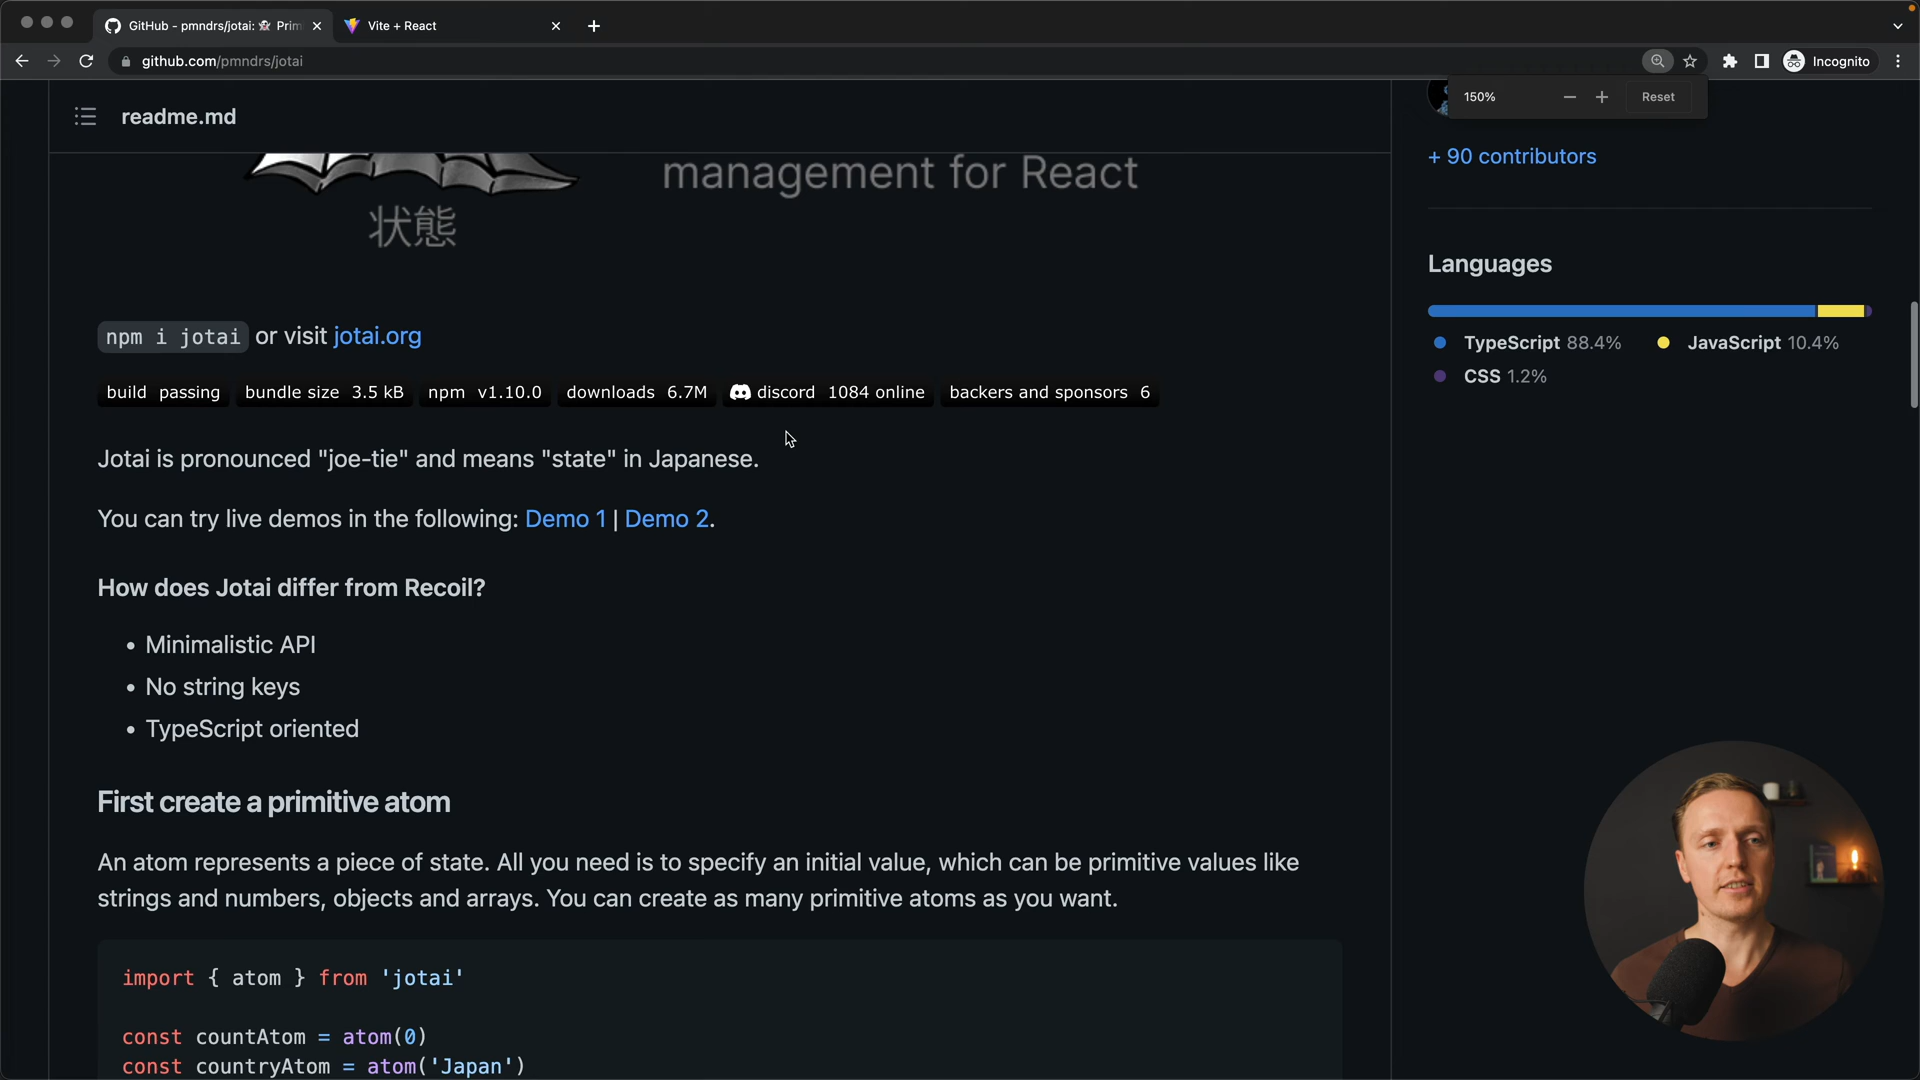 GitHub - pmndrs/jotai: 👻 Prim
Vite + React
github.com/pmndrs/jotai
Incognito
150%
Reset
readme.md
management for React
状態
+ 90 contributors
Languages
TypeScript 88.4%
JavaScript 10.4%
CSS 1.2%
npm i jotai or visit jotai.org
build passing
bundle size 3.5 kB
npm v1.10.0
downloads 6.7M
discord 1084 online
backers and sponsors 6
Jotai is pronounced "joe-tie" and means "state" in Japanese.
You can try live demos in the following: Demo 1 | Demo 2.
How does Jotai differ from Recoil?
• Minimalistic API
• No string keys
• TypeScript oriented
First create a primitive atom
An atom represents a piece of state. All you need is to specify an initial value, which can be primitive values like
strings and numbers, objects and arrays. You can create as many primitive atoms as you want.
import { atom } from 'jotai'
const countAtom = atom(0)
const countryAtom = atom('Japan')